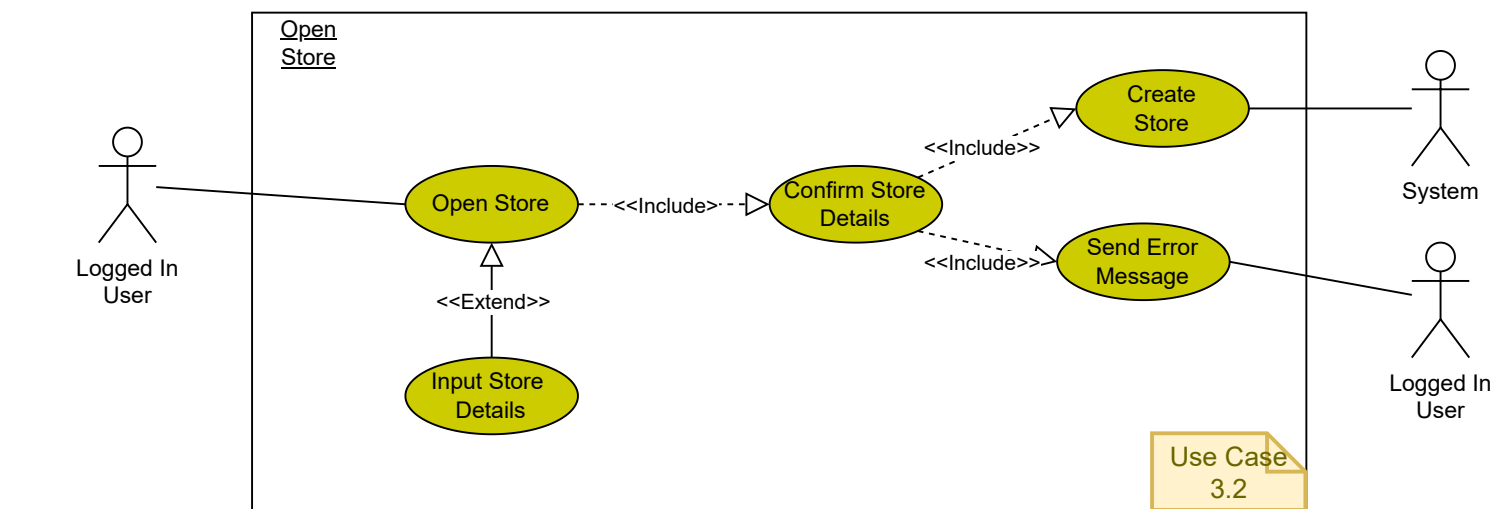 Open
Store
Logged In
User
Open Store
<<Include>
<<Extend>>
Input Store
Details
Confirm Store
Details
<<Include>>
<<Include>>
Create
Store
Send Error
Message
System
Logged In
User
Use Case
3.2